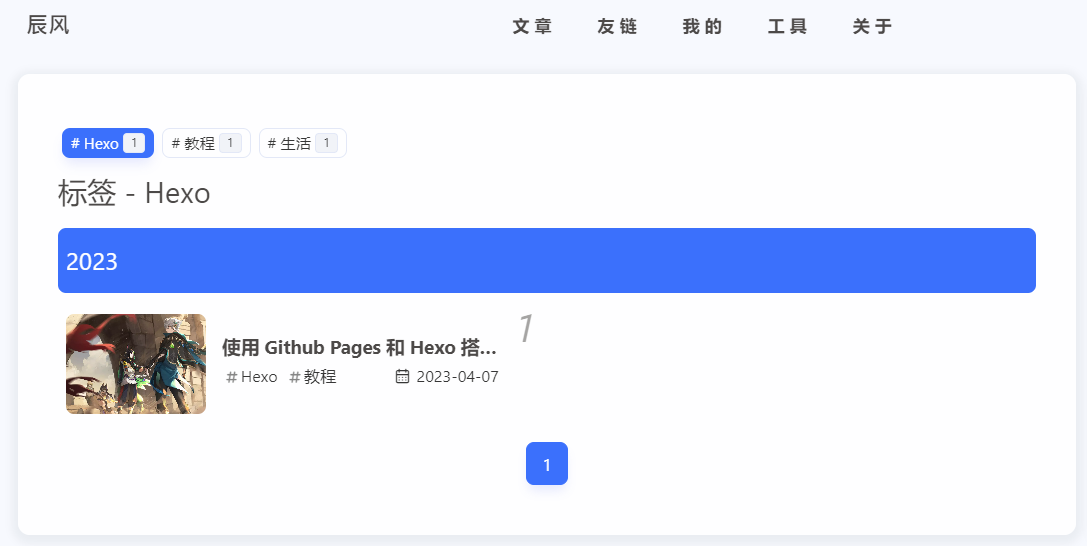 辰风 文章 友链 我的 工具 关于
# Hexo 1 # 教程 1 # 生活 1
标签 - Hexo
2023
使用 Github Pages 和 Hexo 搭... 1
#Hexo #教程 2023-04-07
1